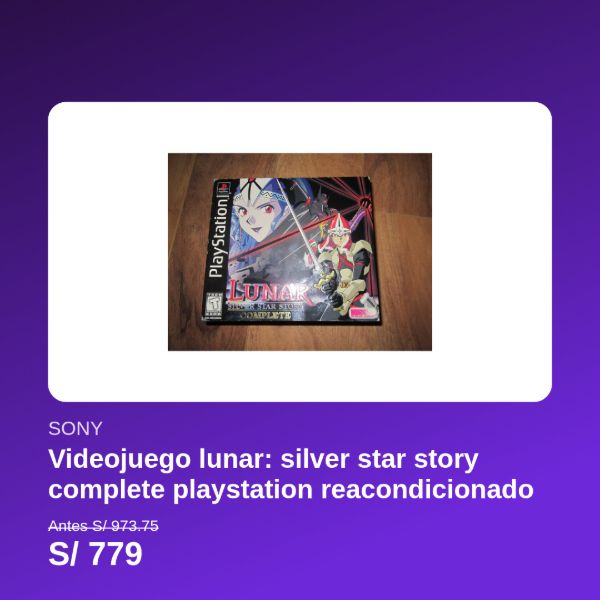 PlayStation
LUNAR
SILVER STAR STORY
COMPLETE
SONY
Videojuego lunar: silver star story
complete playstation reacondicionado
Antes S/ 973.75
S/ 779